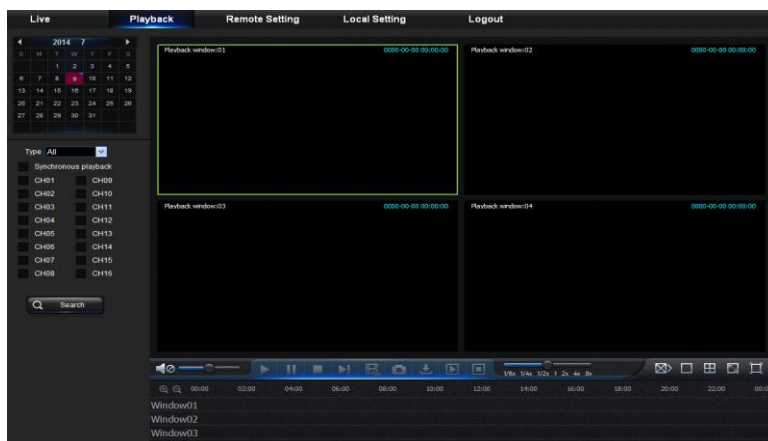 Live Playback Remote Setting Local Setting Logout
2014 7
S M T W T F S
1 2 3 4 5
6 7 8 9 10 11 12
13 14 15 16 17 18 19
20 21 22 23 24 25 26
27 28 29 30 31
Type All
Synchronous playback
CH01 CH09
CH02 CH10
CH03 CH11
CH04 CH12
CH05 CH13
CH06 CH14
CH07 CH15
CH08 CH16
Search
Playback window:01 0000-00-00 00:00:00
Playback window:02 0000-00-00 00:00:00
Playback window:03 0000-00-00 00:00:00
Playback window:04 0000-00-00 00:00:00
1/8x 1/4x 1/2x 1 2x 4x 8x
00:00 02:00 04:00 06:00 08:00 10:00 12:00 14:00 16:00 18:00 20:00 22:00 00:0
Window01
Window02
Window03